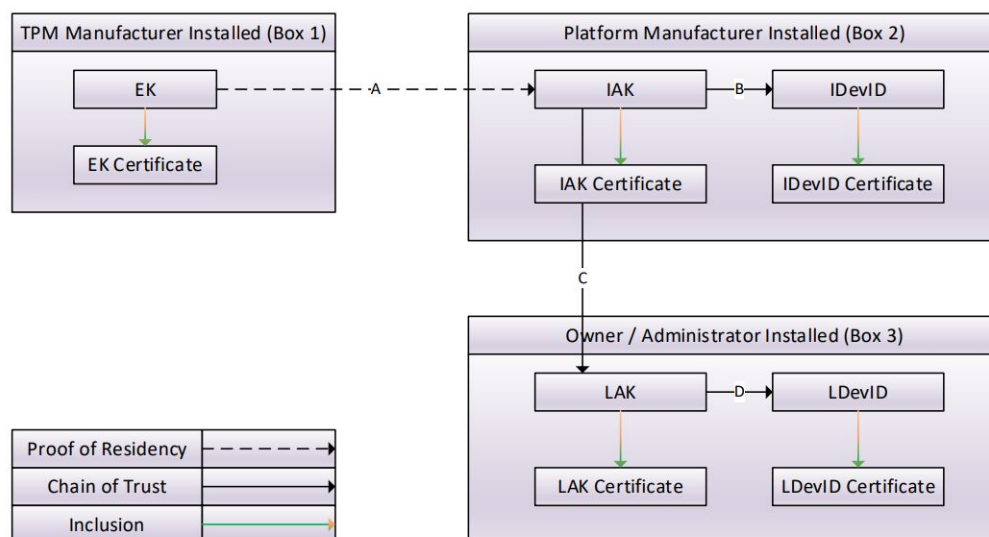 TPM Manufacturer Installed (Box 1)
EK
EK Certificate
A
Platform Manufacturer Installed (Box 2)
IAK
B
IDevID
IAK Certificate
IDevID Certificate
C
Owner / Administrator Installed (Box 3)
LAK
D
LDevID
LAK Certificate
LDevID Certificate
Proof of Residency
Chain of Trust
Inclusion